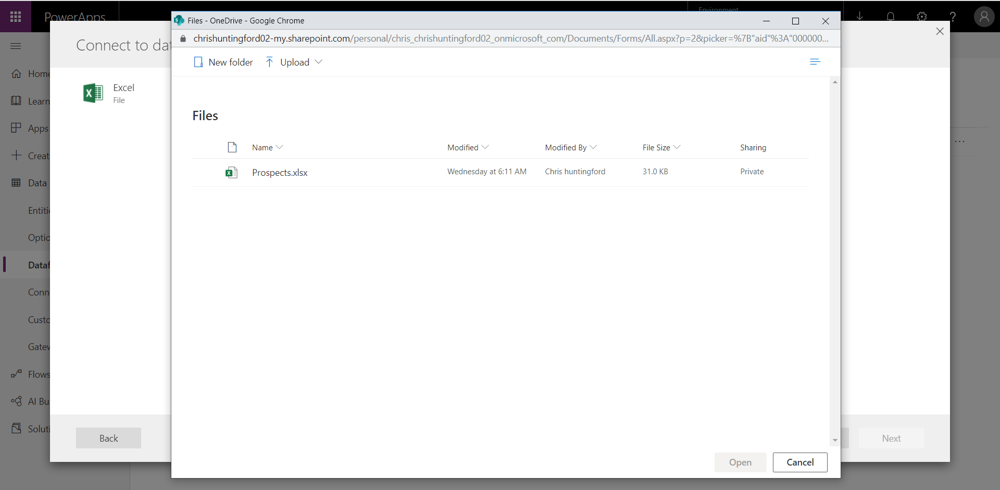 PowerApps
Environment
Files - OneDrive - Google Chrome
chrishuntingford02-my.sharepoint.com/personal/chris_chrishuntingford02_onmicrosoft_com/Documents/Forms/All.aspx?p=2&picker=%7B"aid"%3A"000000...
Connect to dat
New folder
Upload
Home
Learn
Apps
Creat
Data
Entitie
Optio
Dataf
Conn
Custo
Gatew
Flows
AI Bu
Soluti
Excel
File
Files
Name Modified Modified By File Size Sharing
Prospects.xlsx Wednesday at 6:11 AM Chris huntingford 31.0 KB Private
Back
Next
Open
Cancel